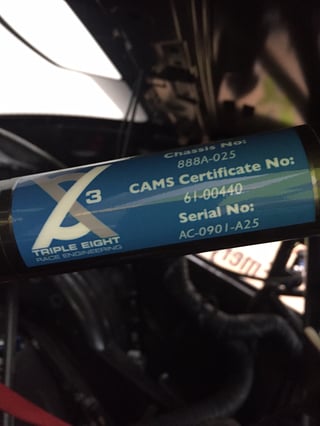 Chassis No:
888A-025
CAMS Certificate No:
61-00440
Serial No:
AC-0901-A25
3
TRIPLE EIGHT
RACE ENGINEERING